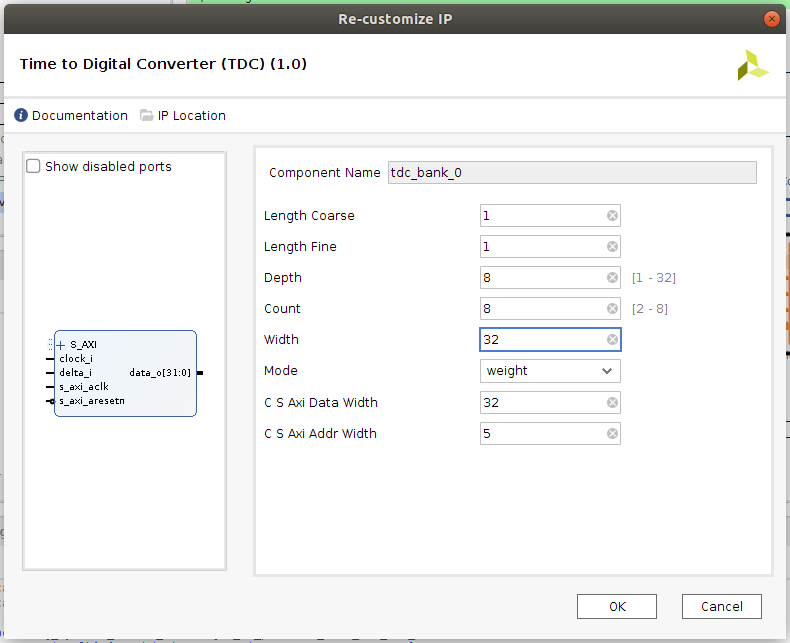 Re-customize IP
Time to Digital Converter (TDC) (1.0)
Documentation IP Location
Show disabled ports
S_AXI
clock_i
delta_i data_o[31:0]
s_axi_aclk
s_axi_aresetn
Component Name tdc_bank_0
Length Coarse 1
Length Fine 1
Depth 8 [1 - 32]
Count 8 [2 - 8]
Width 32
Mode weight
C S Axi Data Width 32
C S Axi Addr Width 5
OK Cancel